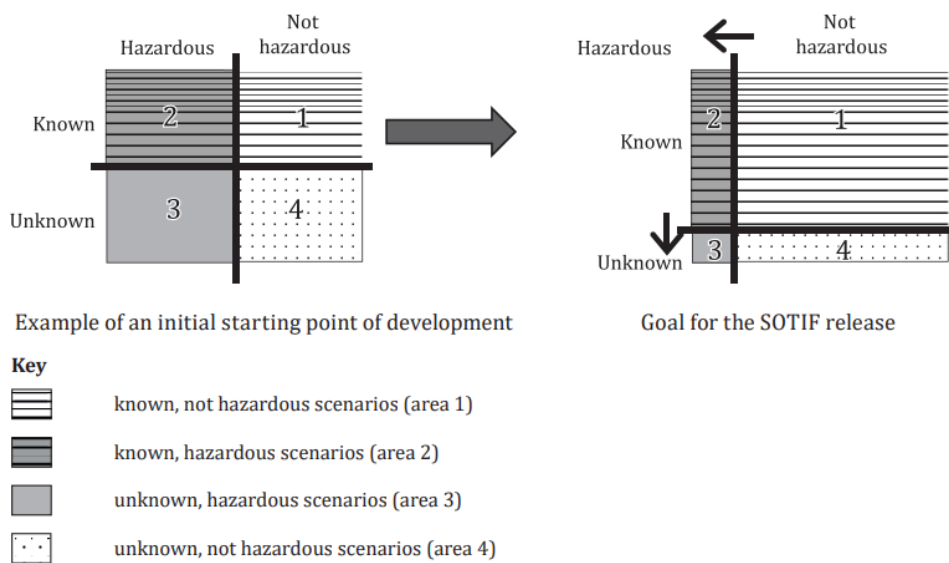 Hazardous
Not
hazardous
Known
2
1
Unknown
3
4
Example of an initial starting point of development
Hazardous
Not
hazardous
Known
2
1
Unknown
3
4
Goal for the SOTIF release
Key
known, not hazardous scenarios (area 1)
known, hazardous scenarios (area 2)
unknown, hazardous scenarios (area 3)
unknown, not hazardous scenarios (area 4)